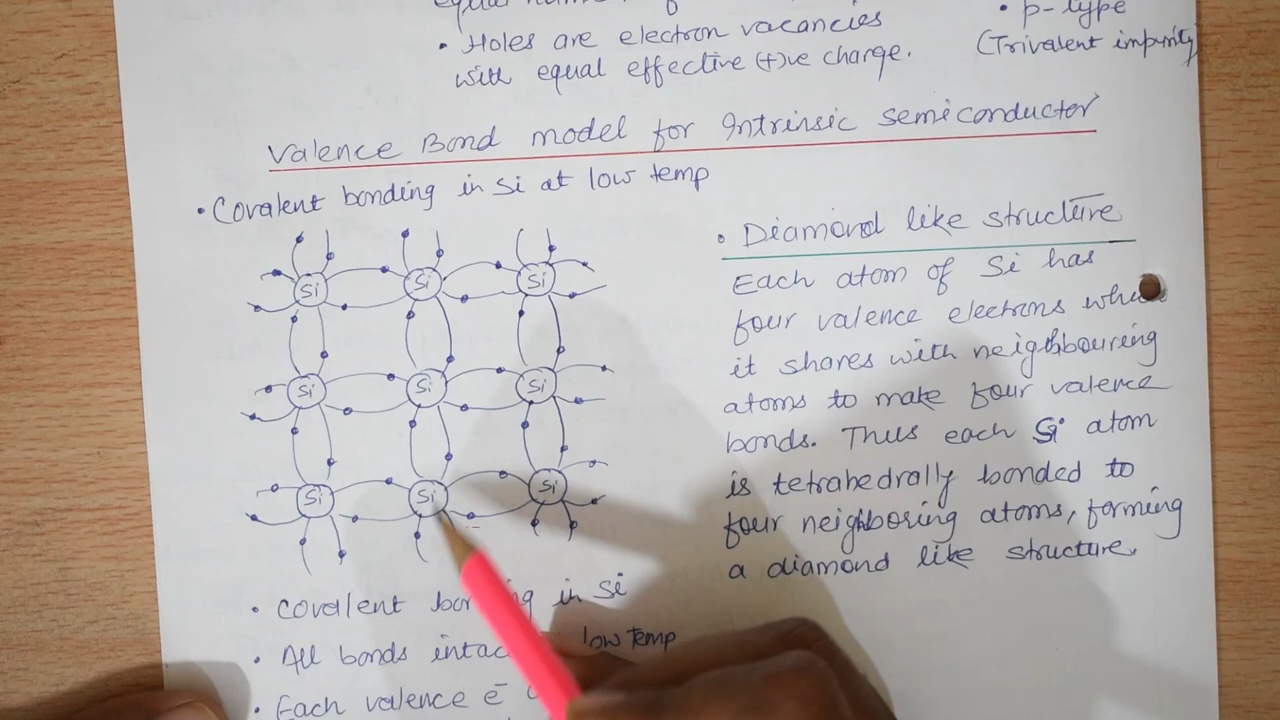 equal
• Holes are electron vacancies
with equal effective (+)ve charge.
• p-type
(Trivalent impurity
Valence Bond model for Intrinsic semiconductor
• Covalent bonding in Si at low temp
Si Si Si
Si Si Si
Si Si Si
• Diamond like structure
Each atom of Si has
four valence electrons
it shares with neighbouring
atoms to make four valence
bonds. Thus each Si atom
is tetrahedrally bonded to
four neighboring atoms, forming
a diamond like structure.
• Covalent in Si
• All bonds low temp
• Each valence e̅